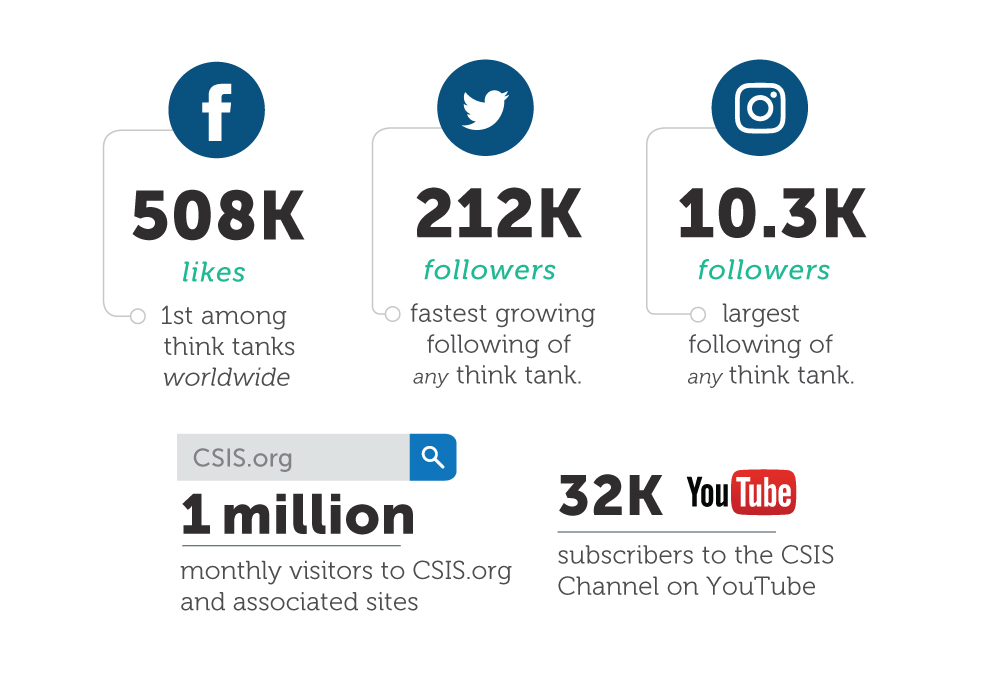 508K
likes
1st among
think tanks
worldwide
212K
followers
fastest growing
following of
any think tank.
10.3K
followers
largest
following of
any think tank.
CSIS.org
1 million
monthly visitors to CSIS.org
and associated sites
32K YouTube
subscribers to the CSIS
Channel on YouTube